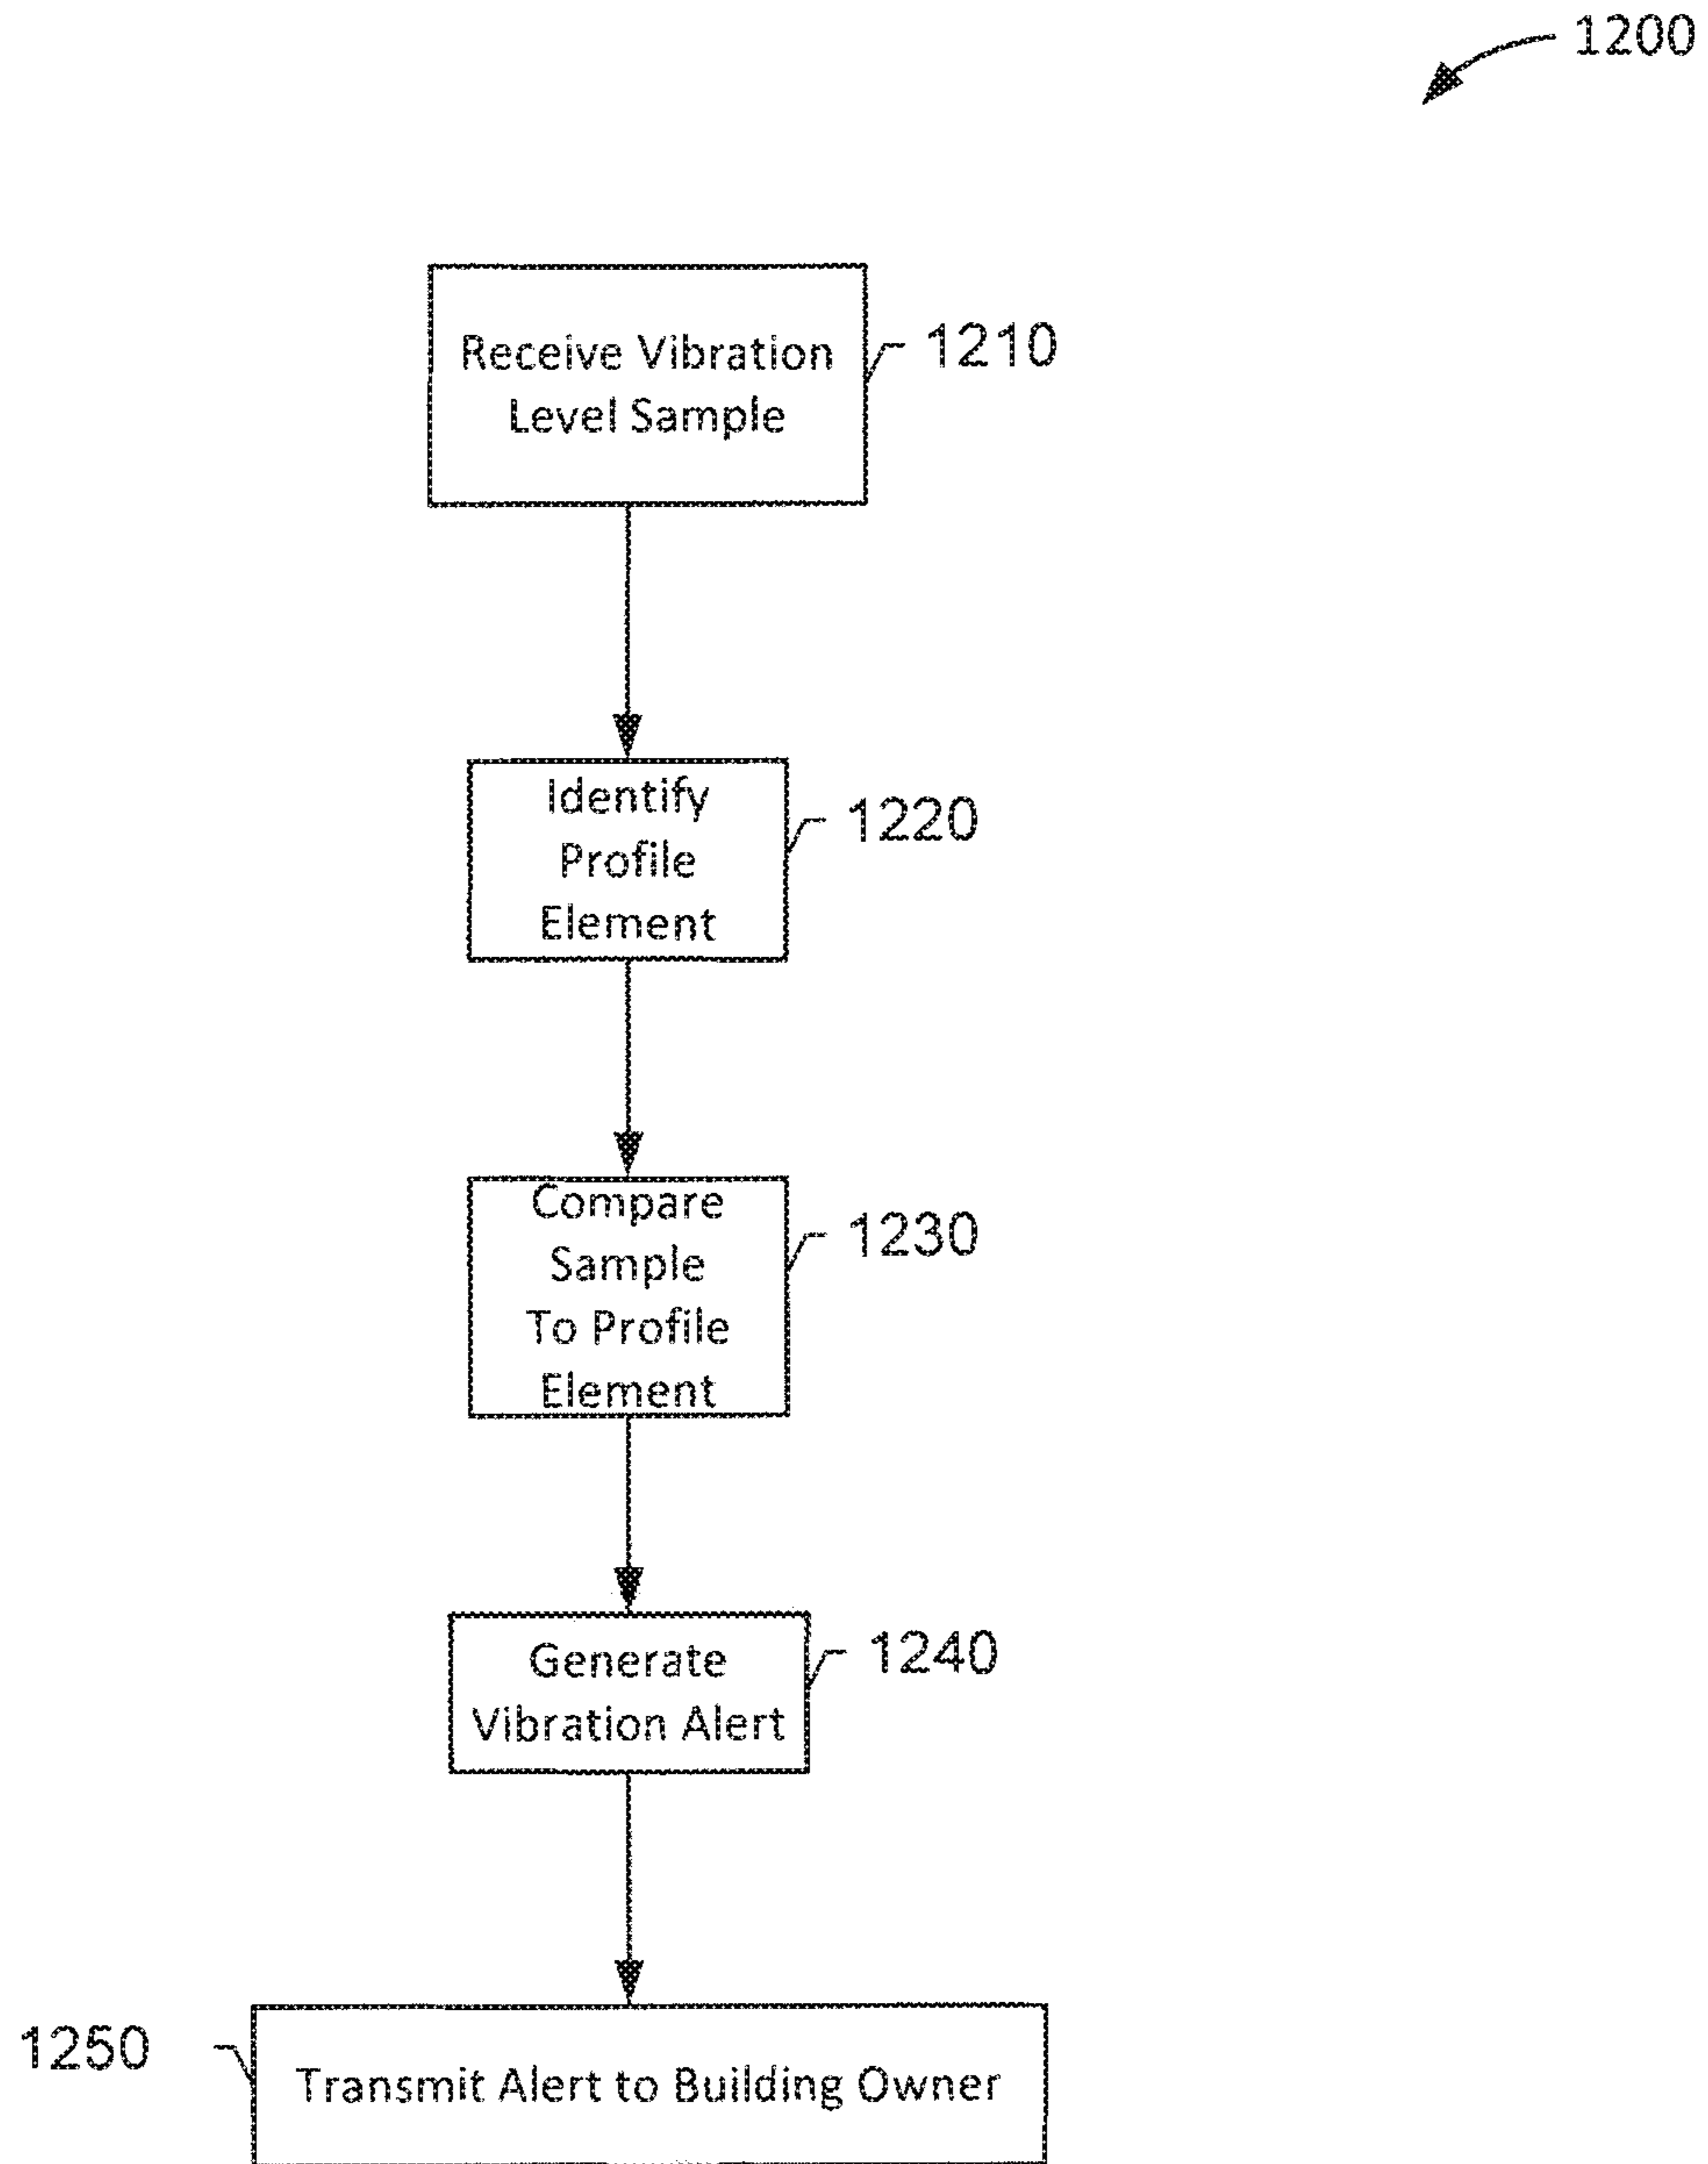 1200
Receive Vibration
Level Sample
1210
Identify
Profile
Element
1220
Compare
Sample
To Profile
Element
1230
Generate
Vibration Alert
1240
1250
Transmit Alert to Building Owner